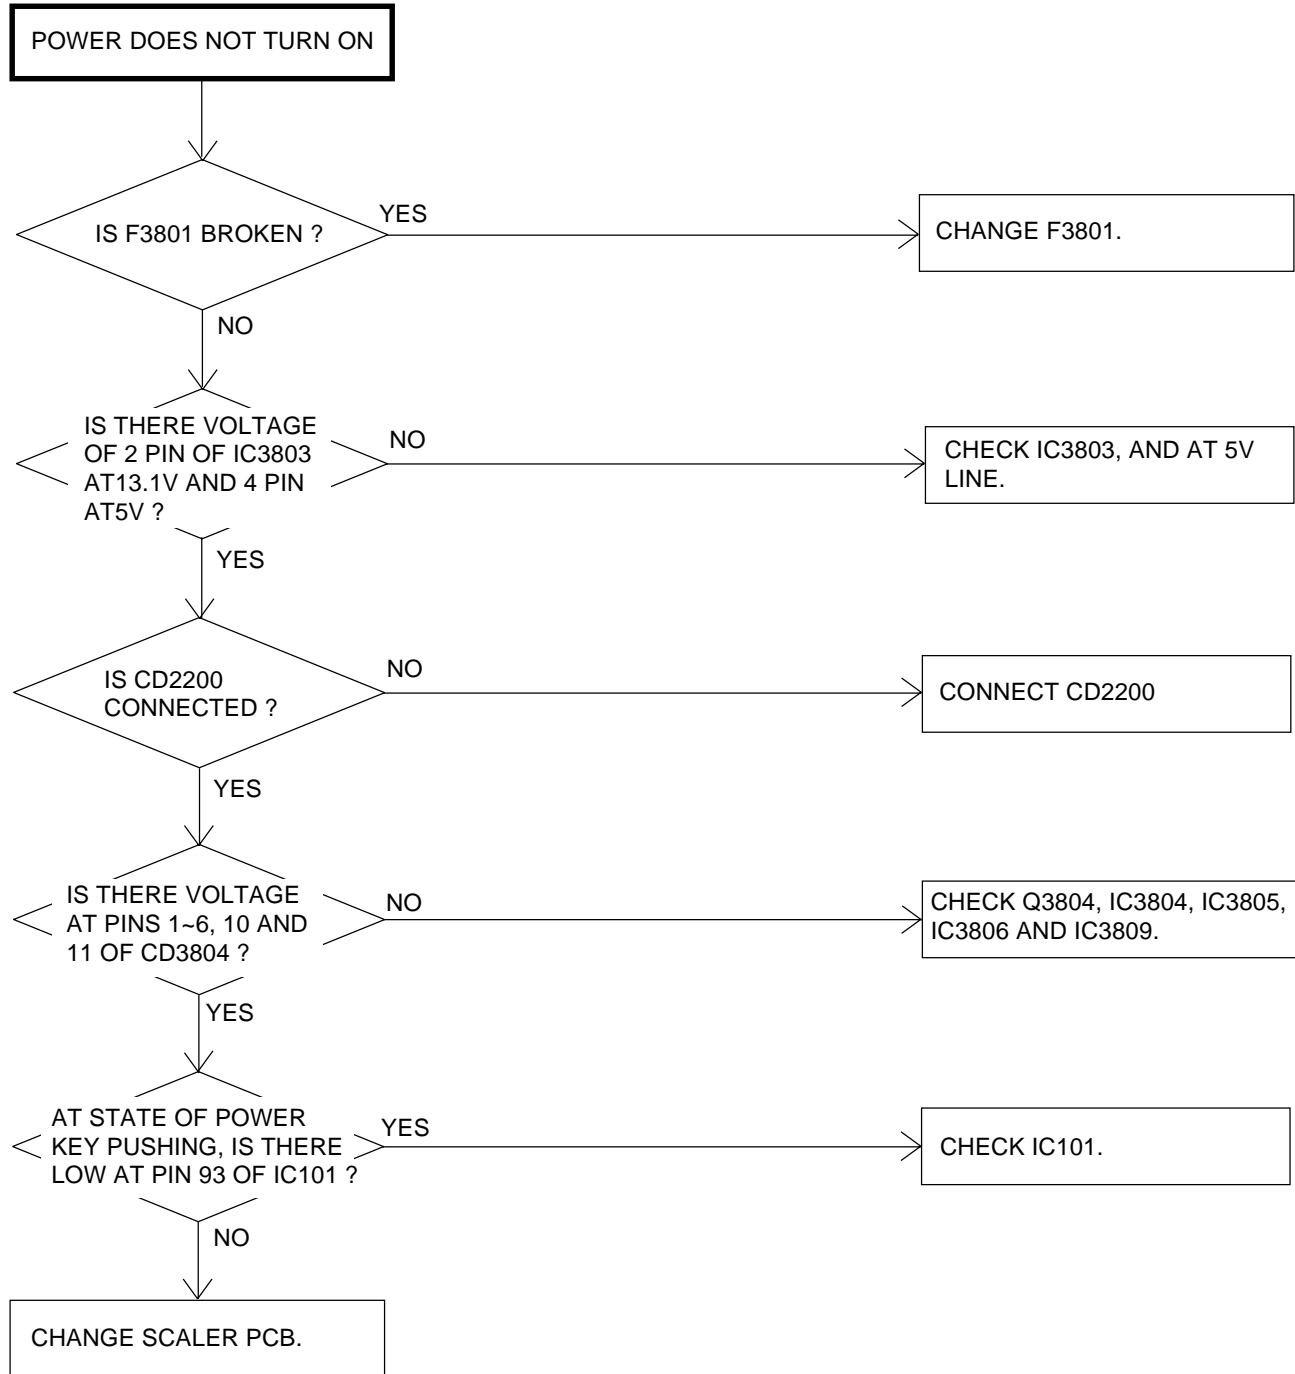 POWER DOES NOT TURN ON
IS F3801 BROKEN ?
YES
CHANGE F3801.
NO
IS THERE VOLTAGE
OF 2 PIN OF IC3803
AT13.1V AND 4 PIN
AT5V ?
NO
CHECK IC3803, AND AT 5V
LINE.
YES
IS CD2200
CONNECTED ?
NO
CONNECT CD2200
YES
IS THERE VOLTAGE
AT PINS 1~6, 10 AND
11 OF CD3804 ?
NO
CHECK Q3804, IC3804, IC3805,
IC3806 AND IC3809.
YES
AT STATE OF POWER
KEY PUSHING, IS THERE
LOW AT PIN 93 OF IC101 ?
YES
CHECK IC101.
NO
CHANGE SCALER PCB.